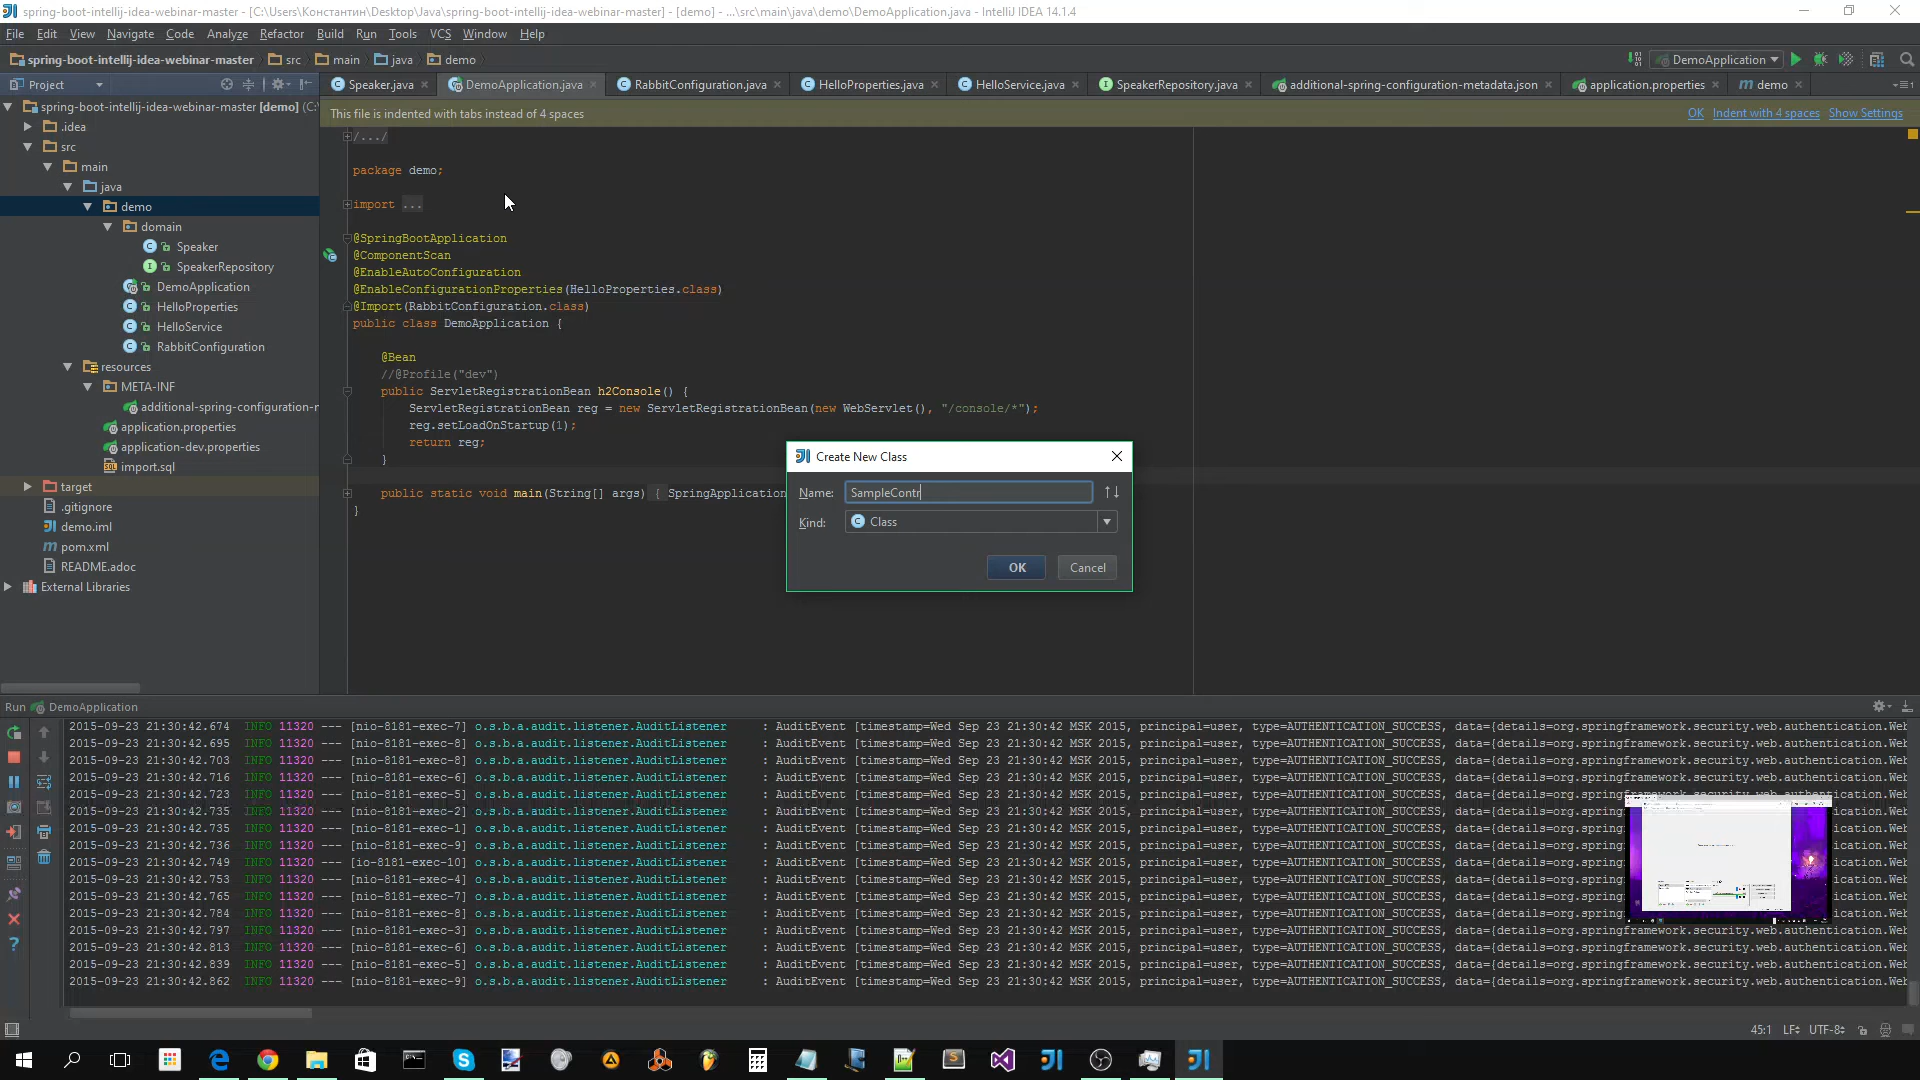 spring-boot-intellij-idea-webinar-master - [C:\Users\Константин\Desktop\Java\spring-boot-intellij-idea-webinar-master] - [demo] - ...\src\main\java\demo\DemoApplication.java - IntelliJ IDEA 14.1.4
File Edit View Navigate Code Analyze Refactor Build Run Tools VCS Window Help
spring-boot-intellij-idea-webinar-master src main java demo DemoApplication
Project Speaker.java DemoApplication.java RabbitConfiguration.java HelloProperties.java HelloService.java SpeakerRepository.java additional-spring-configuration-metadata.json application.properties demo
This file is indented with tabs instead of 4 spaces OK Indent with 4 spaces Show Settings
spring-boot-intellij-idea-webinar-master [demo] (C:
.idea
src
main
java
demo
domain
Speaker
SpeakerRepository
DemoApplication
HelloProperties
HelloService
RabbitConfiguration
resources
META-INF
additional-spring-configuration-r
application.properties
application-dev.properties
import.sql
target
.gitignore
demo.iml
pom.xml
README.adoc
External Libraries
/.../
package demo;
import ...
@SpringBootApplication
@ComponentScan
@EnableAutoConfiguration
@EnableConfigurationProperties(HelloProperties.class)
@Import(RabbitConfiguration.class)
public class DemoApplication {
@Bean
//@Profile("dev")
public ServletRegistrationBean h2Console() {
ServletRegistrationBean reg = new ServletRegistrationBean(new WebServlet(), "/console/*");
reg.setLoadOnStartup(1);
return reg;
}
public static void main(String[] args) { SpringApplication
}
Create New Class
Name: SampleContr
Kind: Class
OK Cancel
Run DemoApplication
2015-09-23 21:30:42.674 INFO 11320 --- [nio-8181-exec-7] o.s.b.a.audit.listener.AuditListener : AuditEvent [timestamp=Wed Sep 23 21:30:42 MSK 2015, principal=user, type=AUTHENTICATION_SUCCESS, data={details=org.springframework.security.web.authentication.Web
2015-09-23 21:30:42.695 INFO 11320 --- [nio-8181-exec-8] o.s.b.a.audit.listener.AuditListener : AuditEvent [timestamp=Wed Sep 23 21:30:42 MSK 2015, principal=user, type=AUTHENTICATION_SUCCESS, data={details=org.springframework.security.web.authentication.Web
2015-09-23 21:30:42.703 INFO 11320 --- [nio-8181-exec-8] o.s.b.a.audit.listener.AuditListener : AuditEvent [timestamp=Wed Sep 23 21:30:42 MSK 2015, principal=user, type=AUTHENTICATION_SUCCESS, data={details=org.springframework.security.web.authentication.Web
2015-09-23 21:30:42.716 INFO 11320 --- [nio-8181-exec-6] o.s.b.a.audit.listener.AuditListener : AuditEvent [timestamp=Wed Sep 23 21:30:42 MSK 2015, principal=user, type=AUTHENTICATION_SUCCESS, data={details=org.springframework.security.web.authentication.Web
2015-09-23 21:30:42.723 INFO 11320 --- [nio-8181-exec-5] o.s.b.a.audit.listener.AuditListener : AuditEvent [timestamp=Wed Sep 23 21:30:42 MSK 2015, principal=user, type=AUTHENTICATION_SUCCESS, data={details=org.springframework.security.web.authentication.Web
2015-09-23 21:30:42.735 INFO 11320 --- [nio-8181-exec-2] o.s.b.a.audit.listener.AuditListener : AuditEvent [timestamp=Wed Sep 23 21:30:42 MSK 2015, principal=user, type=AUTHENTICATION_SUCCESS, data={details=org.spring entication.Web
2015-09-23 21:30:42.735 INFO 11320 --- [nio-8181-exec-1] o.s.b.a.audit.listener.AuditListener : AuditEvent [timestamp=Wed Sep 23 21:30:42 MSK 2015, principal=user, type=AUTHENTICATION_SUCCESS, data={details=org.spring entication.Web
2015-09-23 21:30:42.736 INFO 11320 --- [nio-8181-exec-9] o.s.b.a.audit.listener.AuditListener : AuditEvent [timestamp=Wed Sep 23 21:30:42 MSK 2015, principal=user, type=AUTHENTICATION_SUCCESS, data={details=org.spring entication.Web
2015-09-23 21:30:42.749 INFO 11320 --- [io-8181-exec-10] o.s.b.a.audit.listener.AuditListener : AuditEvent [timestamp=Wed Sep 23 21:30:42 MSK 2015, principal=user, type=AUTHENTICATION_SUCCESS, data={details=org.spring entication.Web
2015-09-23 21:30:42.753 INFO 11320 --- [nio-8181-exec-4] o.s.b.a.audit.listener.AuditListener : AuditEvent [timestamp=Wed Sep 23 21:30:42 MSK 2015, principal=user, type=AUTHENTICATION_SUCCESS, data={details=org.spring entication.Web
2015-09-23 21:30:42.765 INFO 11320 --- [nio-8181-exec-7] o.s.b.a.audit.listener.AuditListener : AuditEvent [timestamp=Wed Sep 23 21:30:42 MSK 2015, principal=user, type=AUTHENTICATION_SUCCESS, data={details=org.spring entication.Web
2015-09-23 21:30:42.784 INFO 11320 --- [nio-8181-exec-8] o.s.b.a.audit.listener.AuditListener : AuditEvent [timestamp=Wed Sep 23 21:30:42 MSK 2015, principal=user, type=AUTHENTICATION_SUCCESS, data={details=org.spring entication.Web
2015-09-23 21:30:42.797 INFO 11320 --- [nio-8181-exec-3] o.s.b.a.audit.listener.AuditListener : AuditEvent [timestamp=Wed Sep 23 21:30:42 MSK 2015, principal=user, type=AUTHENTICATION_SUCCESS, data={details=org.springframework.security.web.authentication.Web
2015-09-23 21:30:42.813 INFO 11320 --- [nio-8181-exec-6] o.s.b.a.audit.listener.AuditListener : AuditEvent [timestamp=Wed Sep 23 21:30:42 MSK 2015, principal=user, type=AUTHENTICATION_SUCCESS, data={details=org.springframework.security.web.authentication.Web
2015-09-23 21:30:42.839 INFO 11320 --- [nio-8181-exec-5] o.s.b.a.audit.listener.AuditListener : AuditEvent [timestamp=Wed Sep 23 21:30:42 MSK 2015, principal=user, type=AUTHENTICATION_SUCCESS, data={details=org.springframework.security.web.authentication.Web
2015-09-23 21:30:42.862 INFO 11320 --- [nio-8181-exec-9] o.s.b.a.audit.listener.AuditListener : AuditEvent [timestamp=Wed Sep 23 21:30:42 MSK 2015, principal=user, type=AUTHENTICATION_SUCCESS, data={details=org.springframework.security.web.authentication.Web
45:1 LF UTF-8